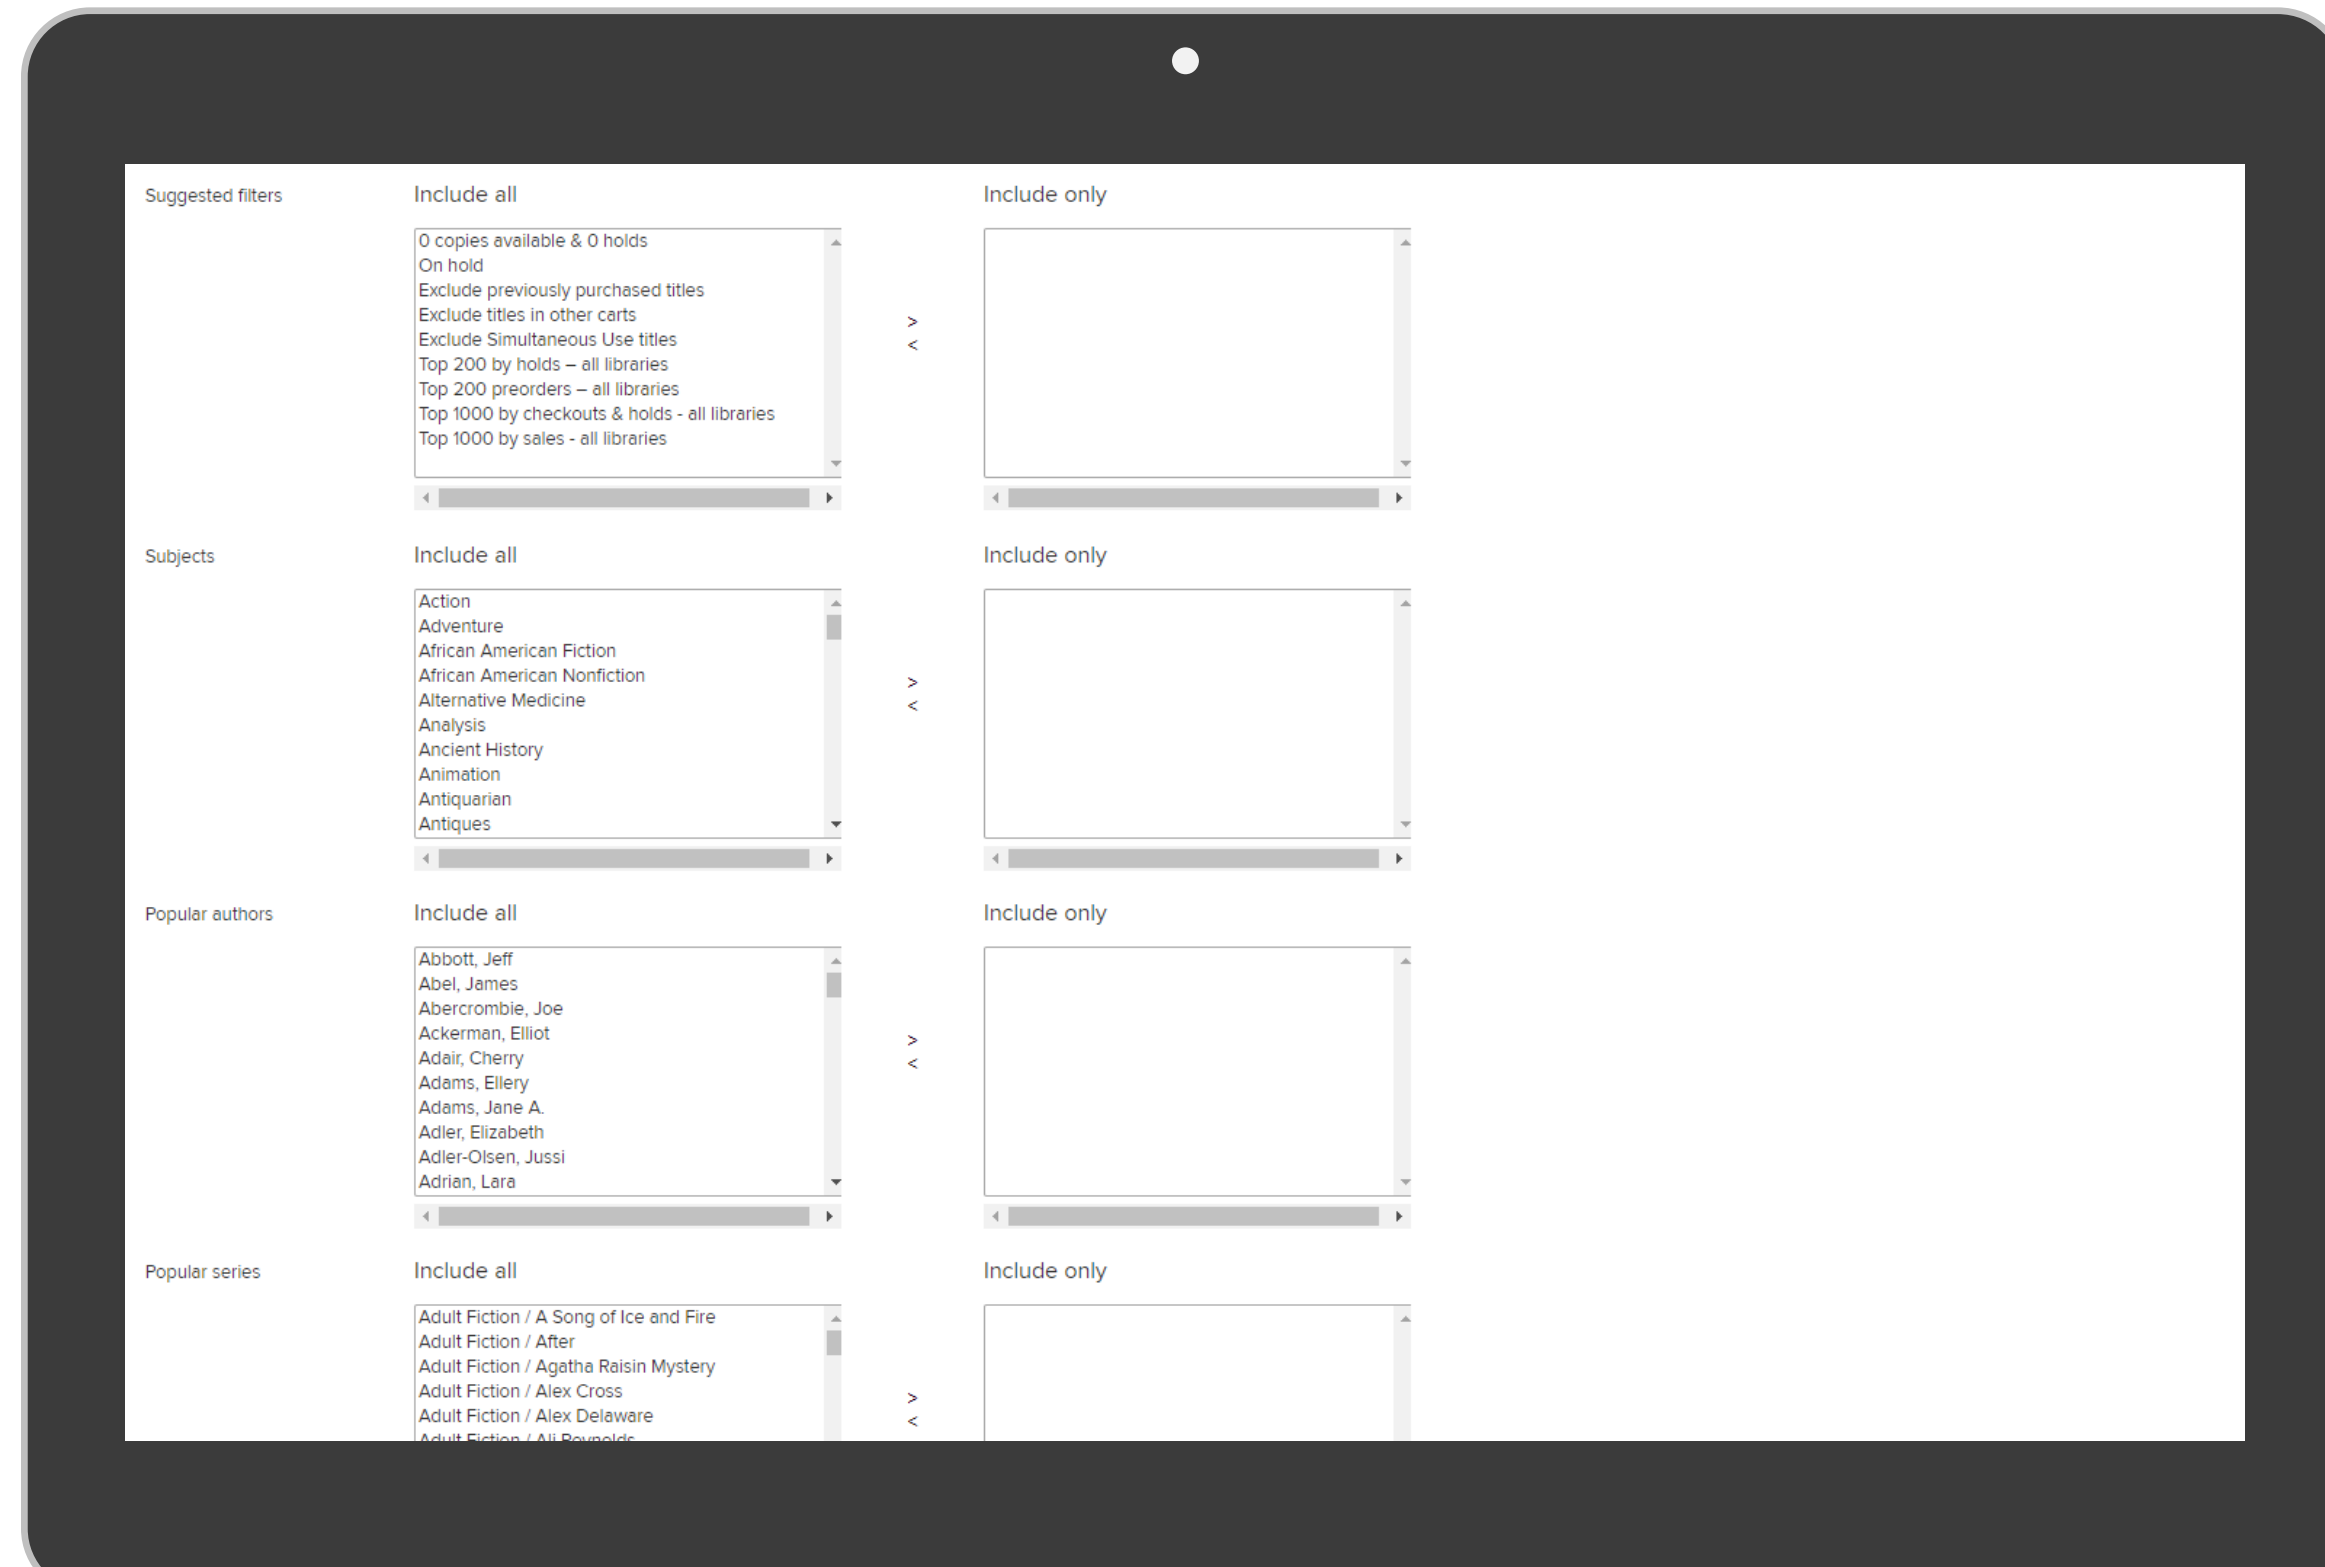 Suggested filters
Include all
Include only
0 copies available & 0 holds
On hold
Exclude previously purchased titles
Exclude titles in other carts
Exclude Simultaneous Use titles
Top 200 by holds – all libraries
Top 200 preorders – all libraries
Top 1000 by checkouts & holds - all libraries
Top 1000 by sales - all libraries
>
<
Subjects
Include all
Include only
Action
Adventure
African American Fiction
African American Nonfiction
Alternative Medicine
Analysis
Ancient History
Animation
Antiquarian
Antiques
>
<
Popular authors
Include all
Include only
Abbott, Jeff
Abel, James
Abercrombie, Joe
Ackerman, Elliot
Adair, Cherry
Adams, Ellery
Adams, Jane A.
Adler, Elizabeth
Adler-Olsen, Jussi
Adrian, Lara
>
<
Popular series
Include all
Include only
Adult Fiction / A Song of Ice and Fire
Adult Fiction / After
Adult Fiction / Agatha Raisin Mystery
Adult Fiction / Alex Cross
Adult Fiction / Alex Delaware
Adult Fiction / Ali Reynolds
>
<